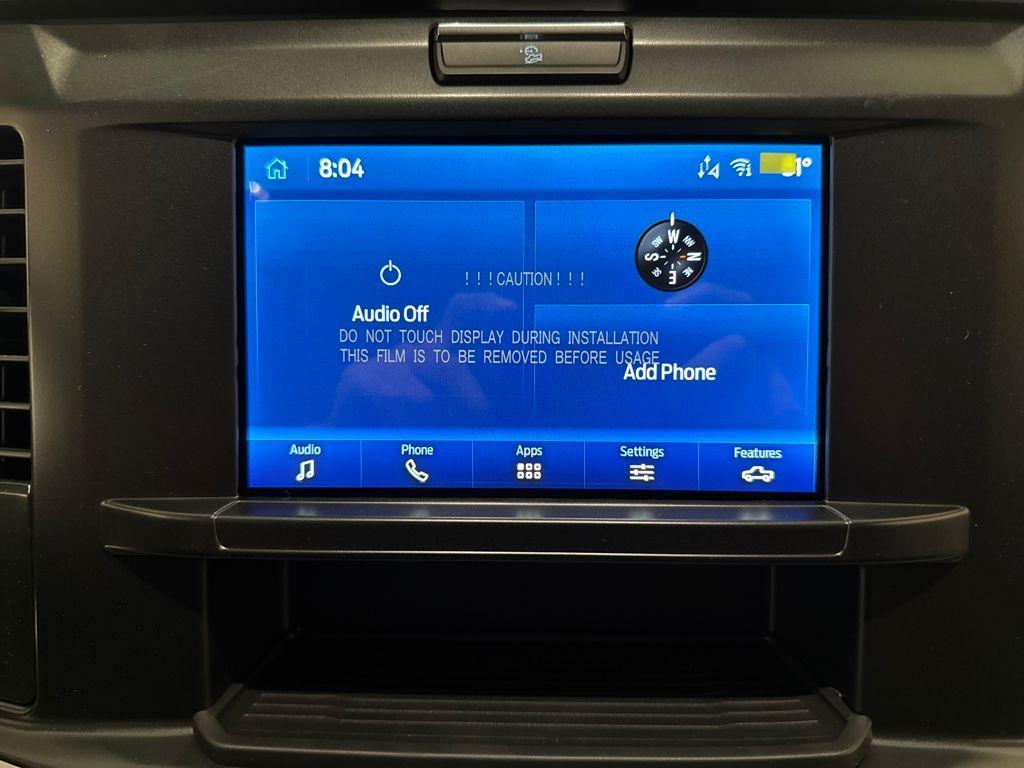 8:04
W
S
N
E
! ! ! CAUTION ! ! !
Audio Off
DO NOT TOUCH DISPLAY DURING INSTALLATION
THIS FILM IS TO BE REMOVED BEFORE USAGE
Add Phone
Audio
Phone
Apps
Settings
Features